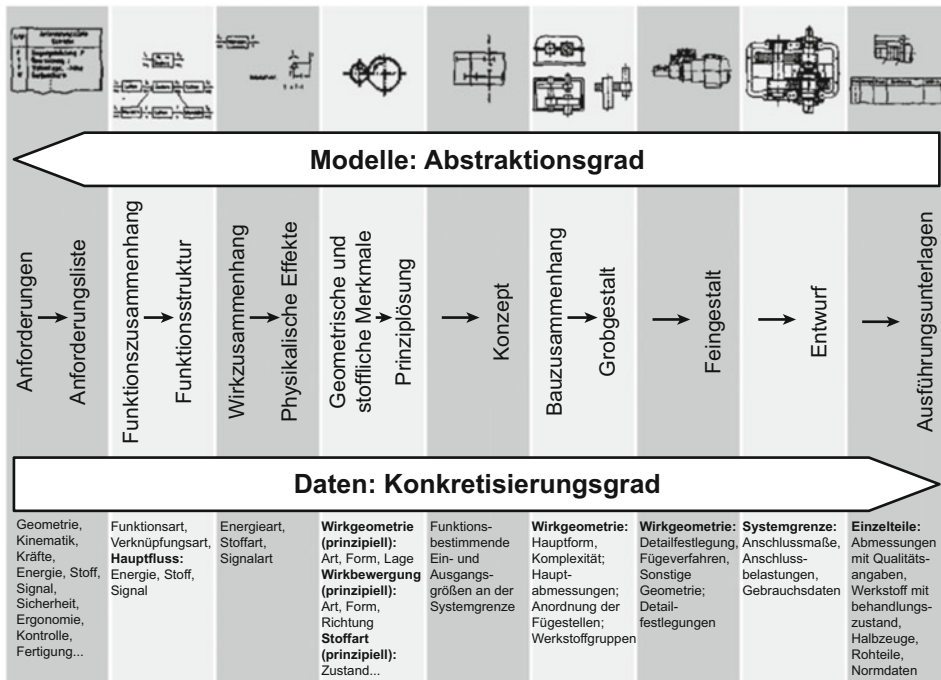 Modelle: Abstraktionsgrad
Anforderungen
Anforderungsliste
Funktionszusammenhang
Funktionsstruktur
Wirkzusammenhang
Physikalische Effekte
Geometrische und
stoffliche Merkmale
Prinziplösung
Konzept
Bauzusammenhang
Grobgestalt
Feingestalt
Entwurf
Ausführungsunterlagen
Daten: Konkretisierungsgrad
Geometrie,
Kinematik,
Kräfte,
Energie, Stoff,
Signal,
Sicherheit,
Ergonomie,
Kontrolle,
Fertigung...
Funktionsart,
Verknüpfungsart,
Hauptfluss:
Energie, Stoff,
Signal
Energieart,
Stoffart,
Signalart
Wirkgeometrie
(prinzipiell):
Art, Form, Lage
Wirkbewergung
(prinzipiell):
Art, Form,
Richtung
Stoffart
(prinzipiell):
Zustand...
Funktions-
bestimmende
Ein- und
Ausgangs-
größen an der
Systemgrenze
Wirkgeometrie:
Hauptform,
Komplexität;
Haupt-
abmessungen;
Anordnung der
Fügestellen;
Werkstoffgruppen
Wirkgeometrie:
Detailfestlegung,
Fügeverfahren,
Sonstige
Geometrie;
Detail-
festlegungen
Systemgrenze:
Anschlussmaße,
Anschluss-
belastungen,
Gebrauchsdaten
Einzelteile:
Abmessungen
mit Qualitäts-
angaben,
Werkstoff mit
behandlungs-
zustand,
Halbzeuge,
Rohteile,
Normdaten